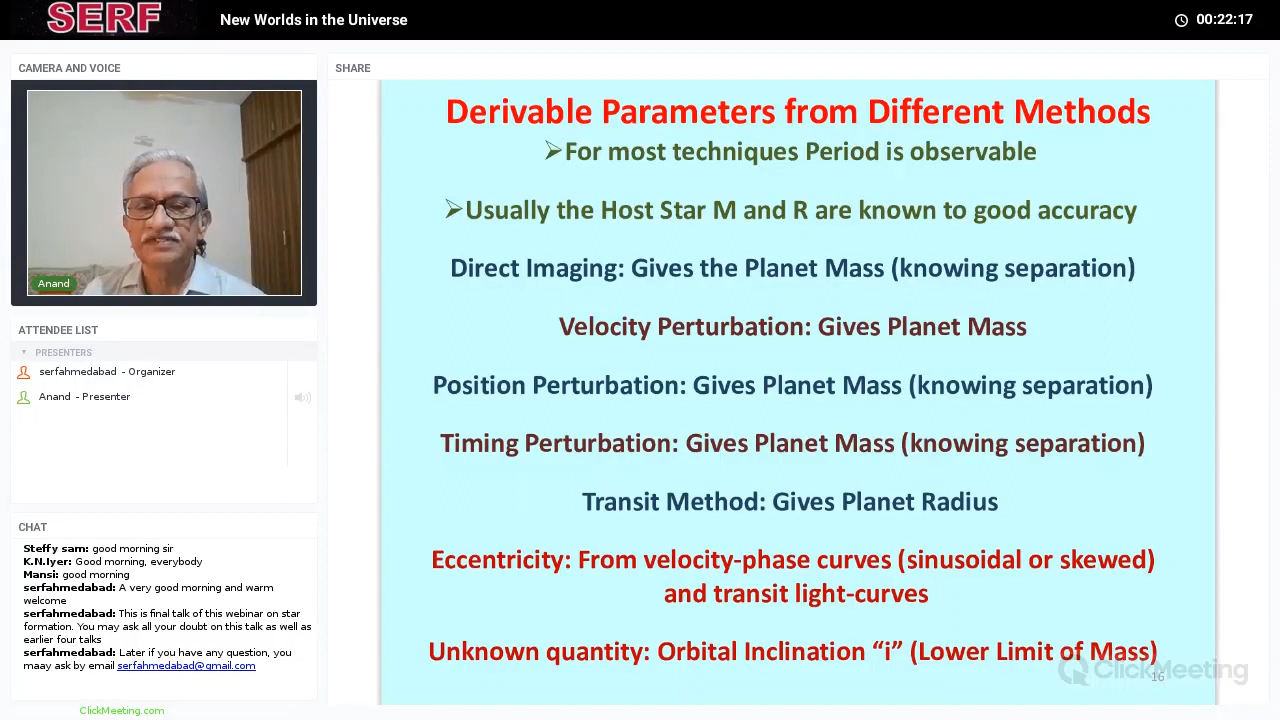 SERF
New Worlds in the Universe
00:22:17
CAMERA AND VOICE
Anand
ATTENDEE LIST
PRESENTERS
serfahmedabad - Organizer
Anand - Presenter
CHAT
Steffy sam: good morning sir
K.N.Iyer: Good morning, everybody
Mansi: good morning
serfahmedabad: A very good morning and warm
welcome
serfahmedabad: This is final talk of this webinar on star
formation. You may ask all your doubt on this talk as well as
earlier four talks
serfahmedabad: Later if you have any question, you
maay ask by email serfahmedabad@gmail.com
ClickMeeting.com
SHARE
Derivable Parameters from Different Methods
➢For most techniques Period is observable
➢Usually the Host Star M and R are known to good accuracy
Direct Imaging: Gives the Planet Mass (knowing separation)
Velocity Perturbation: Gives Planet Mass
Position Perturbation: Gives Planet Mass (knowing separation)
Timing Perturbation: Gives Planet Mass (knowing separation)
Transit Method: Gives Planet Radius
Eccentricity: From velocity-phase curves (sinusoidal or skewed)
and transit light-curves
Unknown quantity: Orbital Inclination “i” (Lower Limit of Mass)
16
ClickMeeting